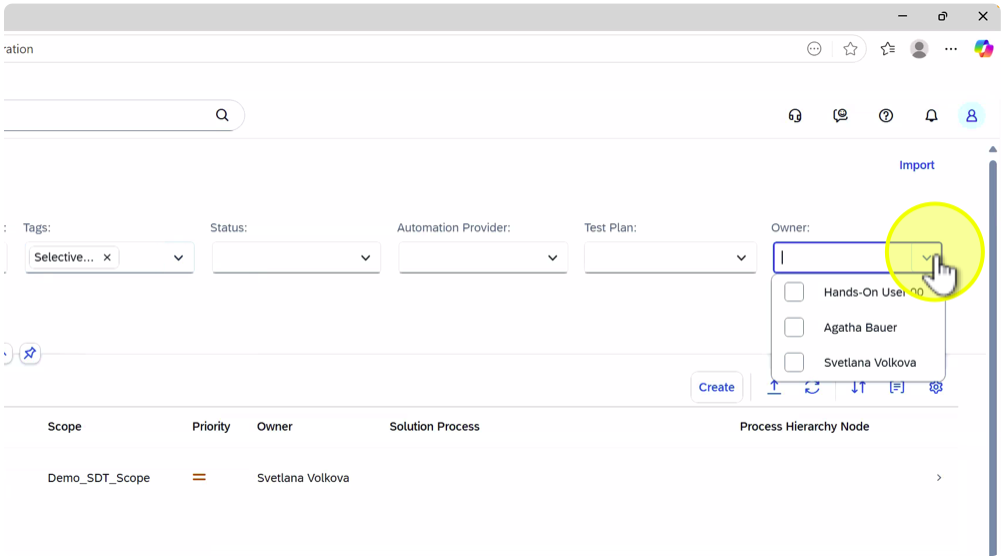 ration
Import
: Tags: Status: Automation Provider: Test Plan: Owner:
Selective...
Hands-On User 00
Agatha Bauer
Svetlana Volkova
Create
Scope Priority Owner Solution Process Process Hierarchy Node
Demo_SDT_Scope Svetlana Volkova